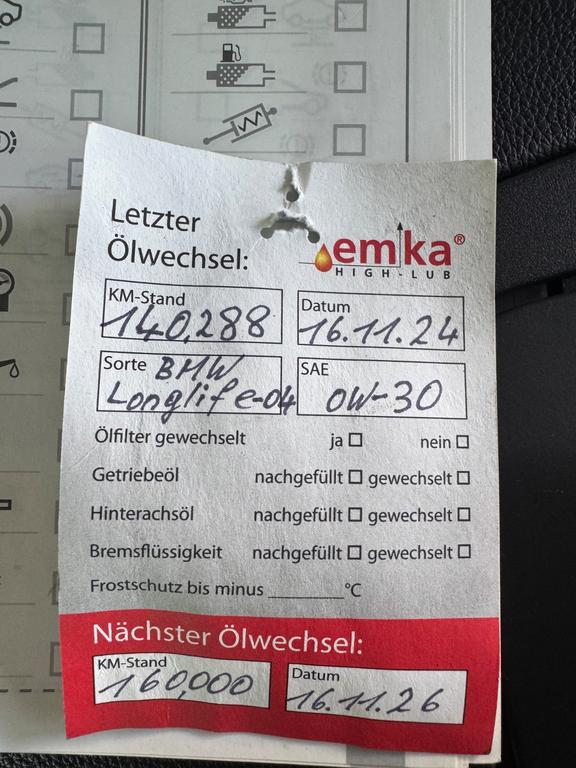 Letzter
Ölwechsel:
emka®
HIGH-LUB
KM-Stand
140.288
Datum
16.11.24
Sorte BMW
Longlife-04
SAE
0W-30
Ölfilter gewechselt ja nein
Getriebeöl nachgefüllt gewechselt
Hinterachsöl nachgefüllt gewechselt
Bremsflüssigkeit nachgefüllt gewechselt
Frostschutz bis minus ________°C
Nächster Ölwechsel:
KM-Stand
160.000
Datum
16.11.26